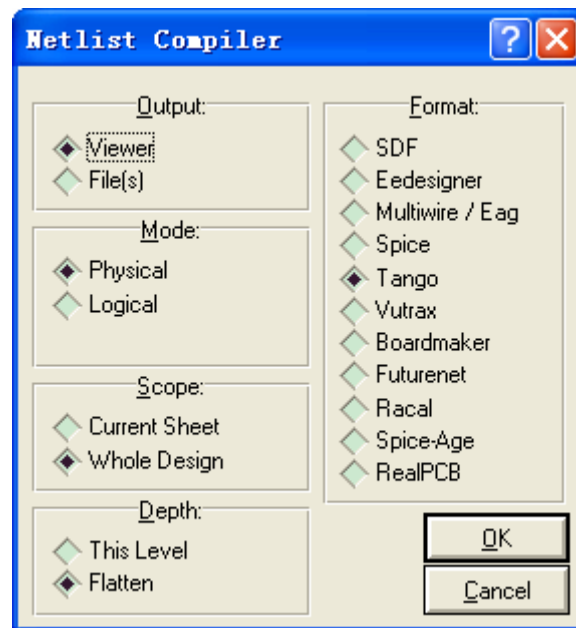 Netlist Compiler
Output:
Viewer
File(s)
Mode:
Physical
Logical
Scope:
Current Sheet
Whole Design
Depth:
This Level
Flatten
Format:
SDF
Eedesigner
Multiwire / Eag
Spice
Tango
Vutrax
Boardmaker
Futurenet
Racal
Spice-Age
RealPCB
OK
Cancel